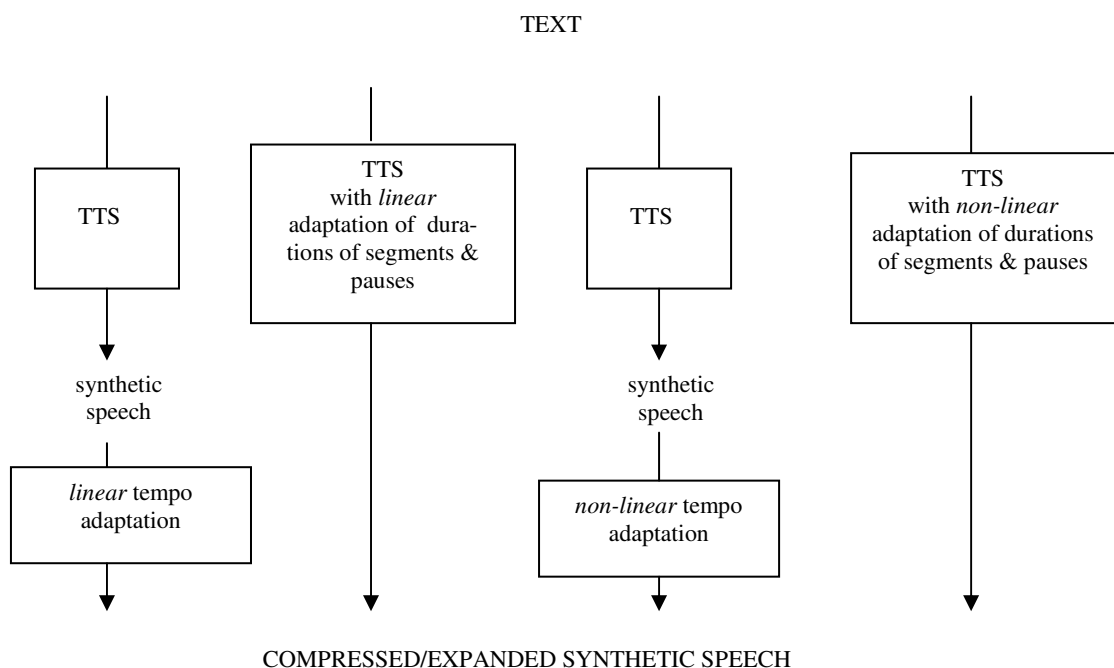 TEXT
TTS
synthetic
speech
linear tempo
adaptation
TTS
with linear
adaptation of dura-
tions of segments &
pauses
TTS
synthetic
speech
non-linear tempo
adaptation
TTS
with non-linear
adaptation of durations
of segments & pauses
COMPRESSED/EXPANDED SYNTHETIC SPEECH